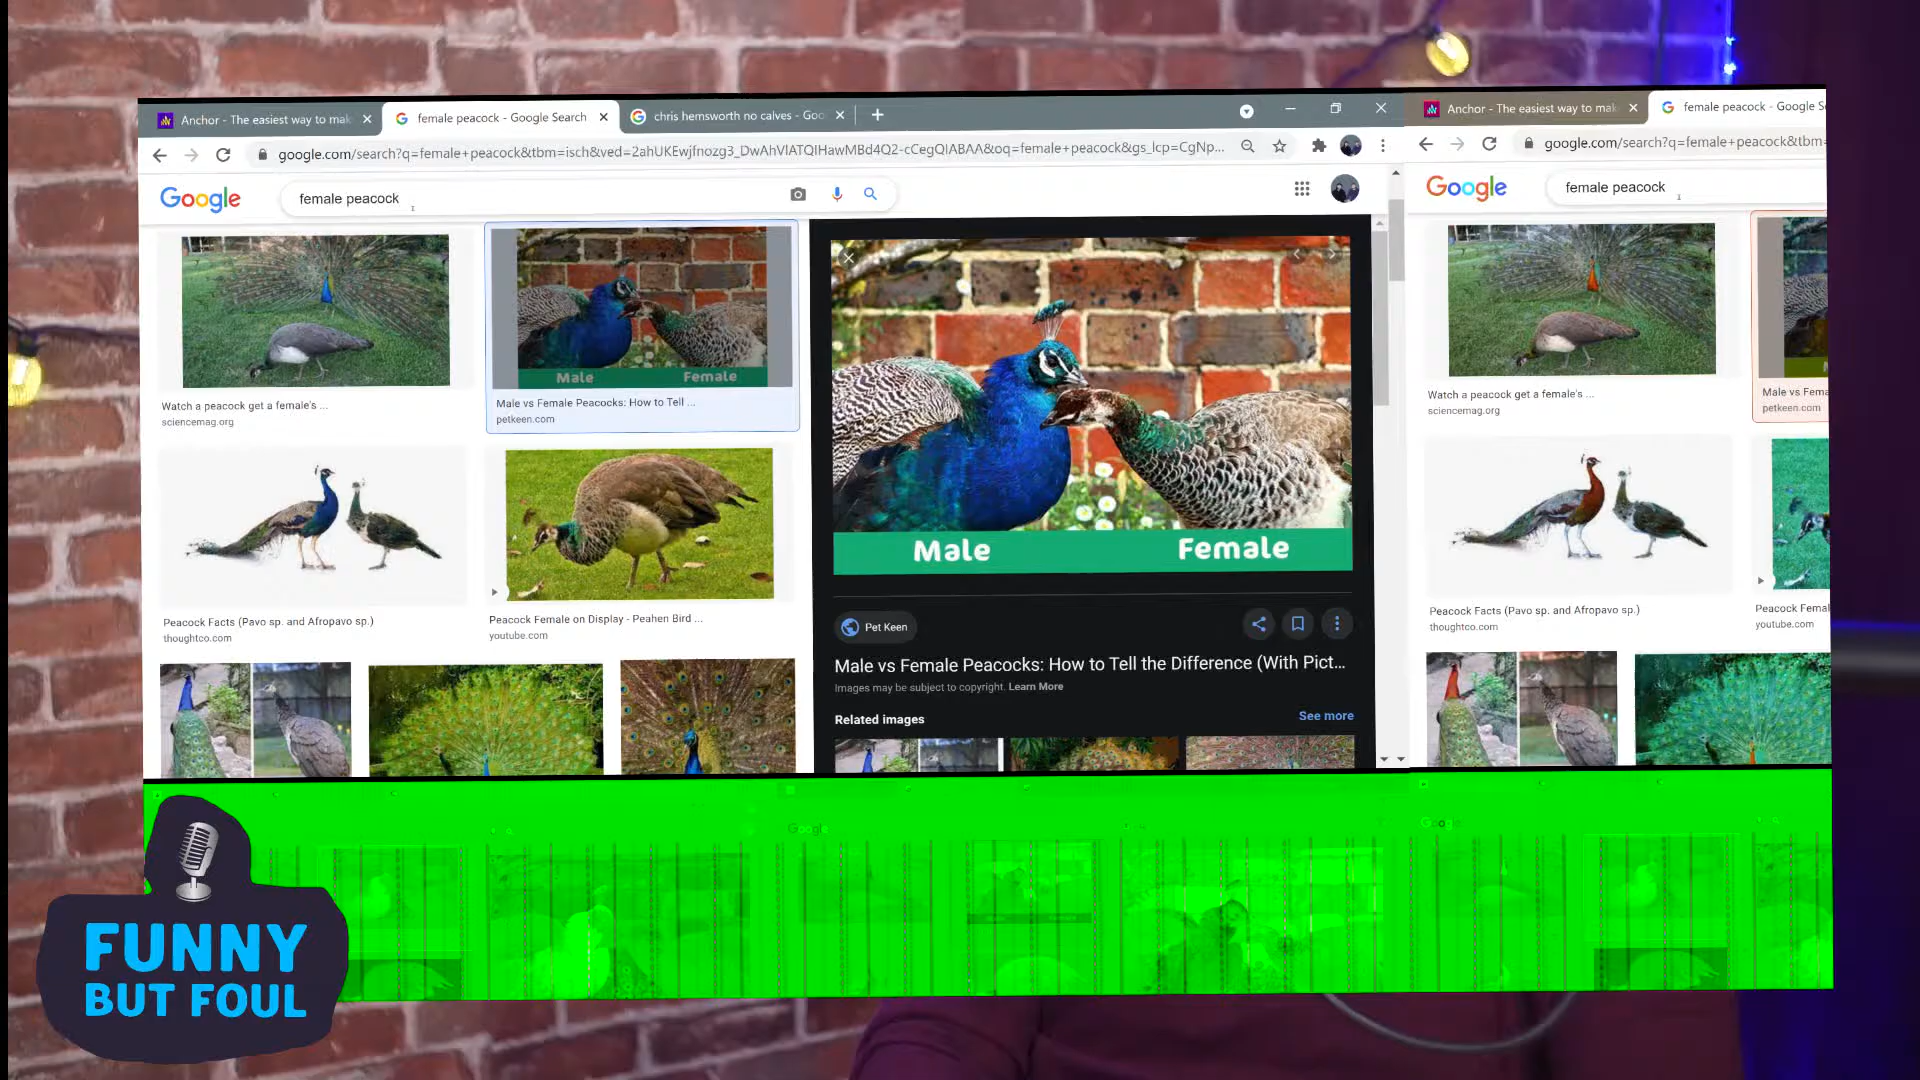 Anchor - The easiest way to mak
female peacock - Google Search
chris hemsworth no calves - Goo
google.com/search?q=female+peacock&tbm=isch&ved=2ahUKEwjfnozg3_DwAhVlATQIHawMBd4Q2-cCegQIABAA&oq=female+peacock&gs_lcp=CgNp...
Google
female peacock
Watch a peacock get a female's ...
sciencemag.org
Male
Female
Male vs Female Peacocks: How to Tell ...
petkeen.com
Peacock Facts (Pavo sp. and Afropavo sp.)
thoughtco.com
Peacock Female on Display - Peahen Bird ...
youtube.com
Male
Female
Pet Keen
Male vs Female Peacocks: How to Tell the Difference (With Pict...
Images may be subject to copyright. Learn More
Related images
See more
Anchor - The easiest way to mak
female peacock - Google S
google.com/search?q=female+peacock&tbm=
Google
female peacock
Watch a peacock get a female's ...
sciencemag.org
Male vs Fema
petkeen.com
Peacock Facts (Pavo sp. and Afropavo sp.)
thoughtco.com
Peacock Femal
youtube.com
Google
Google
FUNNY
BUT FOUL